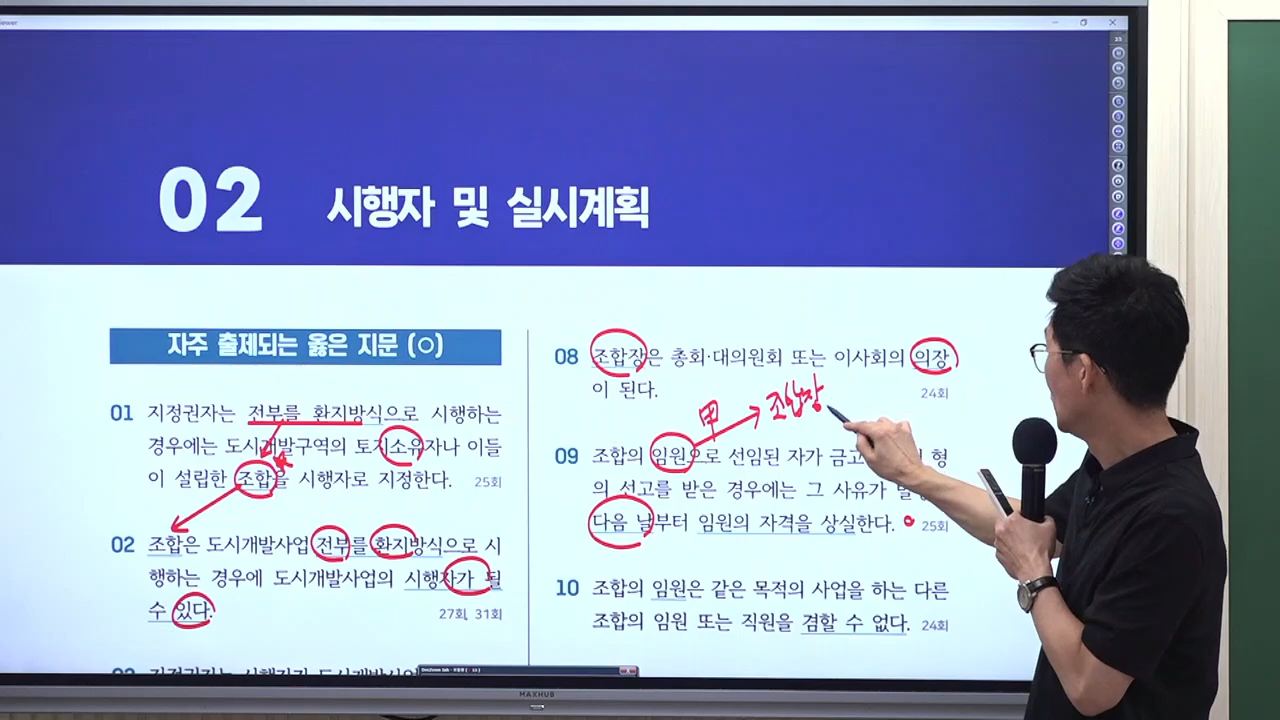 02 시행자 및 실시계획
자주 출제되는 옳은 지문 (○)
01 지정권자는 전부를 환지방식으로 시행하는
경우에는 도시개발구역의 토지소유자나 이들
이 설립한 조합을 시행자로 지정한다. 25회
02 조합은 도시개발사업 전부를 환지방식으로 시
행하는 경우에 도시개발사업의 시행자가 될
수 있다. 27회, 31회
08 조합장은 총회·대의원회 또는 이사회의 의장
이 된다. 24회
甲 조합장
09 조합의 임원으로 선임된 자가 금고 형
의 선고를 받은 경우에는 그 사유가
다음 날부터 임원의 자격을 상실한다. 25회
10 조합의 임원은 같은 목적의 사업을 하는 다른
조합의 임원 또는 직원을 겸할 수 없다. 24회
MAXHUB